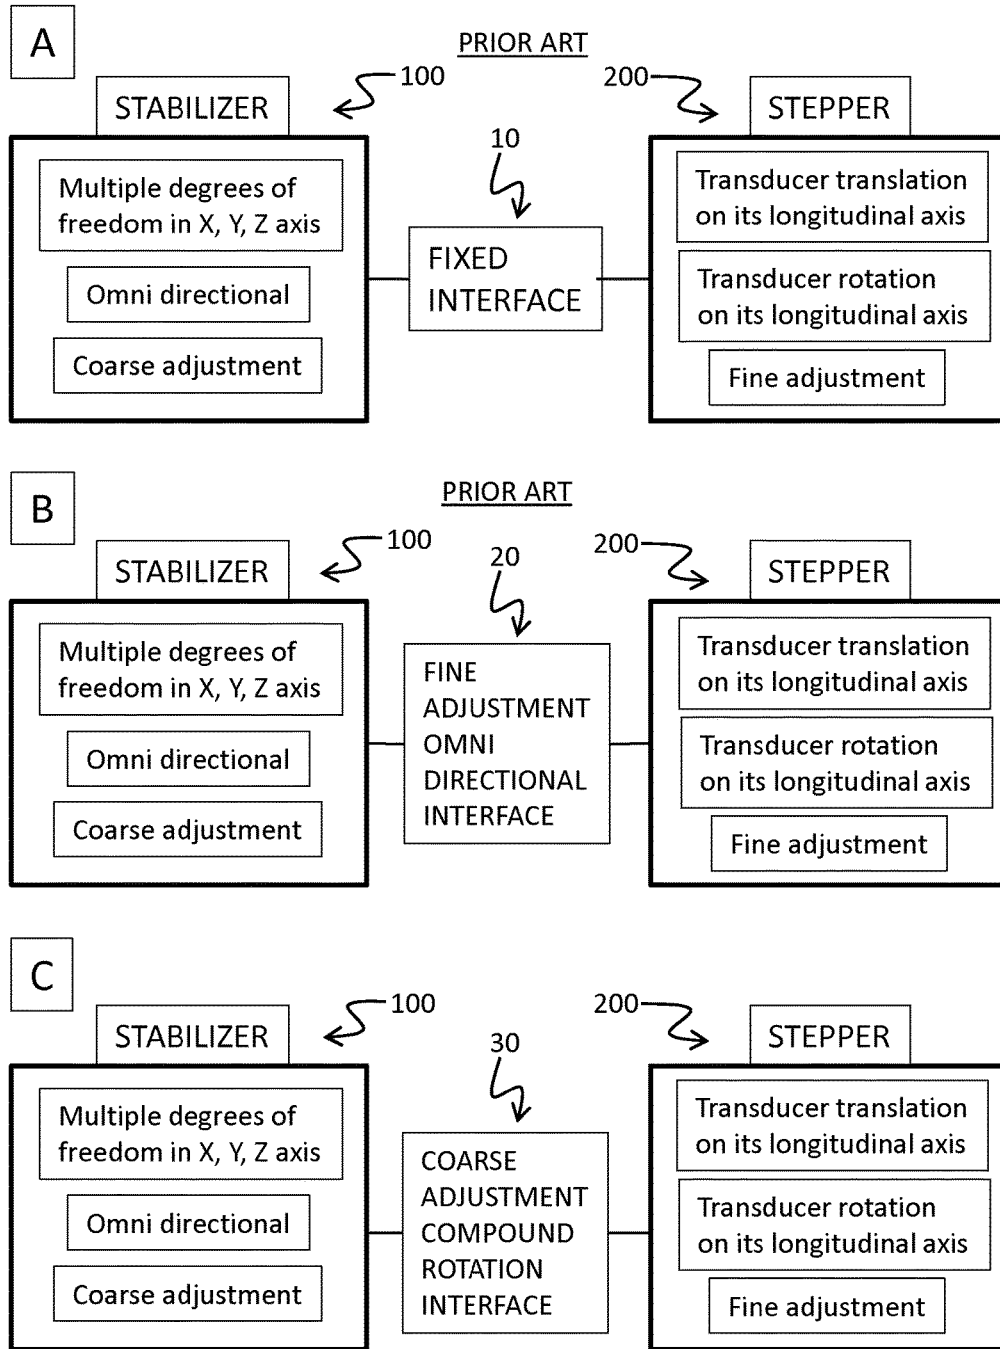 A
PRIOR ART
100
200
STABILIZER
STEPPER
10
Multiple degrees of
freedom in X, Y, Z axis
Omni directional
Coarse adjustment
FIXED
INTERFACE
Transducer translation
on its longitudinal axis
Transducer rotation
on its longitudinal axis
Fine adjustment
B
PRIOR ART
100
200
STABILIZER
STEPPER
20
Multiple degrees of
freedom in X, Y, Z axis
Omni directional
Coarse adjustment
FINE
ADJUSTMENT
OMNI
DIRECTIONAL
INTERFACE
Transducer translation
on its longitudinal axis
Transducer rotation
on its longitudinal axis
Fine adjustment
C
100
200
STABILIZER
STEPPER
30
Multiple degrees of
freedom in X, Y, Z axis
Omni directional
Coarse adjustment
COARSE
ADJUSTMENT
COMPOUND
ROTATION
INTERFACE
Transducer translation
on its longitudinal axis
Transducer rotation
on its longitudinal axis
Fine adjustment